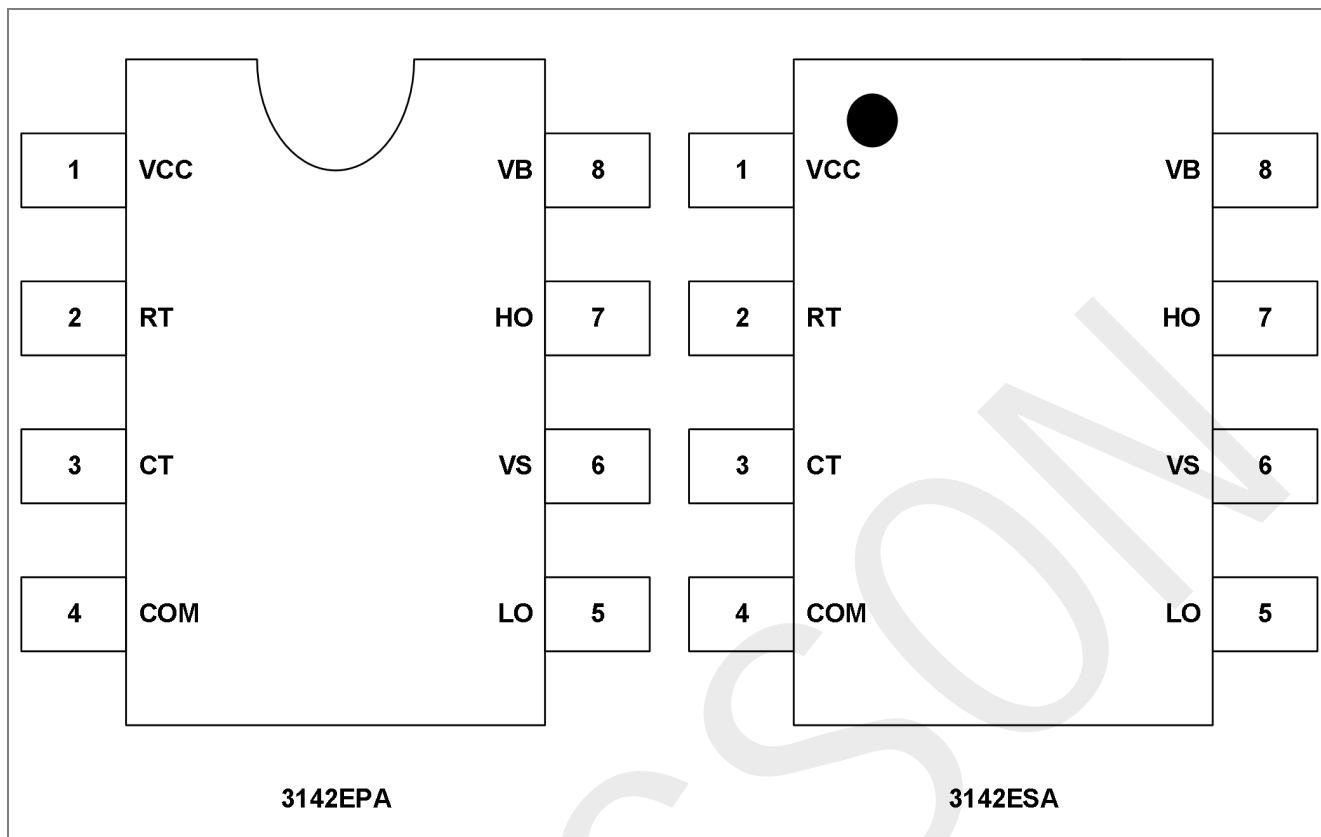 1 VCC VB 8 1 VCC VB 8
2 RT HO 7 2 RT HO 7
3 CT VS 6 3 CT VS 6
4 COM LO 5 4 COM LO 5
3142EPA 3142ESA